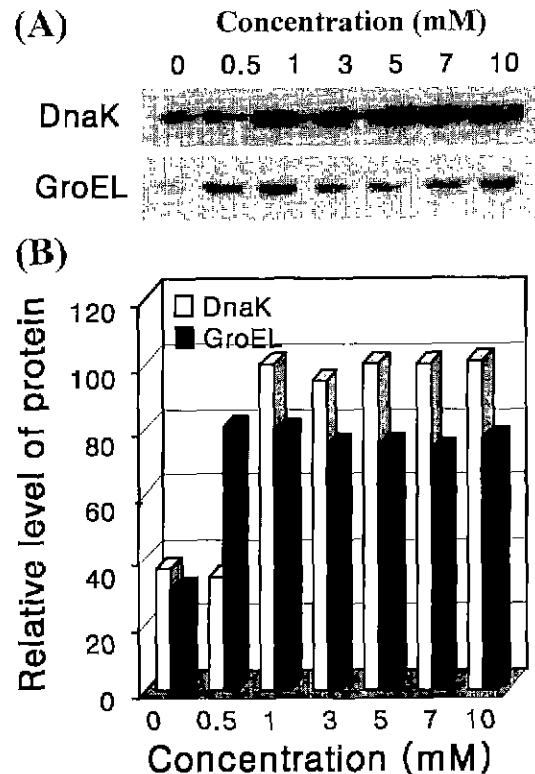 (A) Concentration (mM)
0 0.5 1 3 5 7 10
DnaK
GroEL
(B)
120
100
80
60
40
20
0
Relative level of protein
DnaK
GroEL
0 0.5 1 3 5 7 10
Concentration (mM)